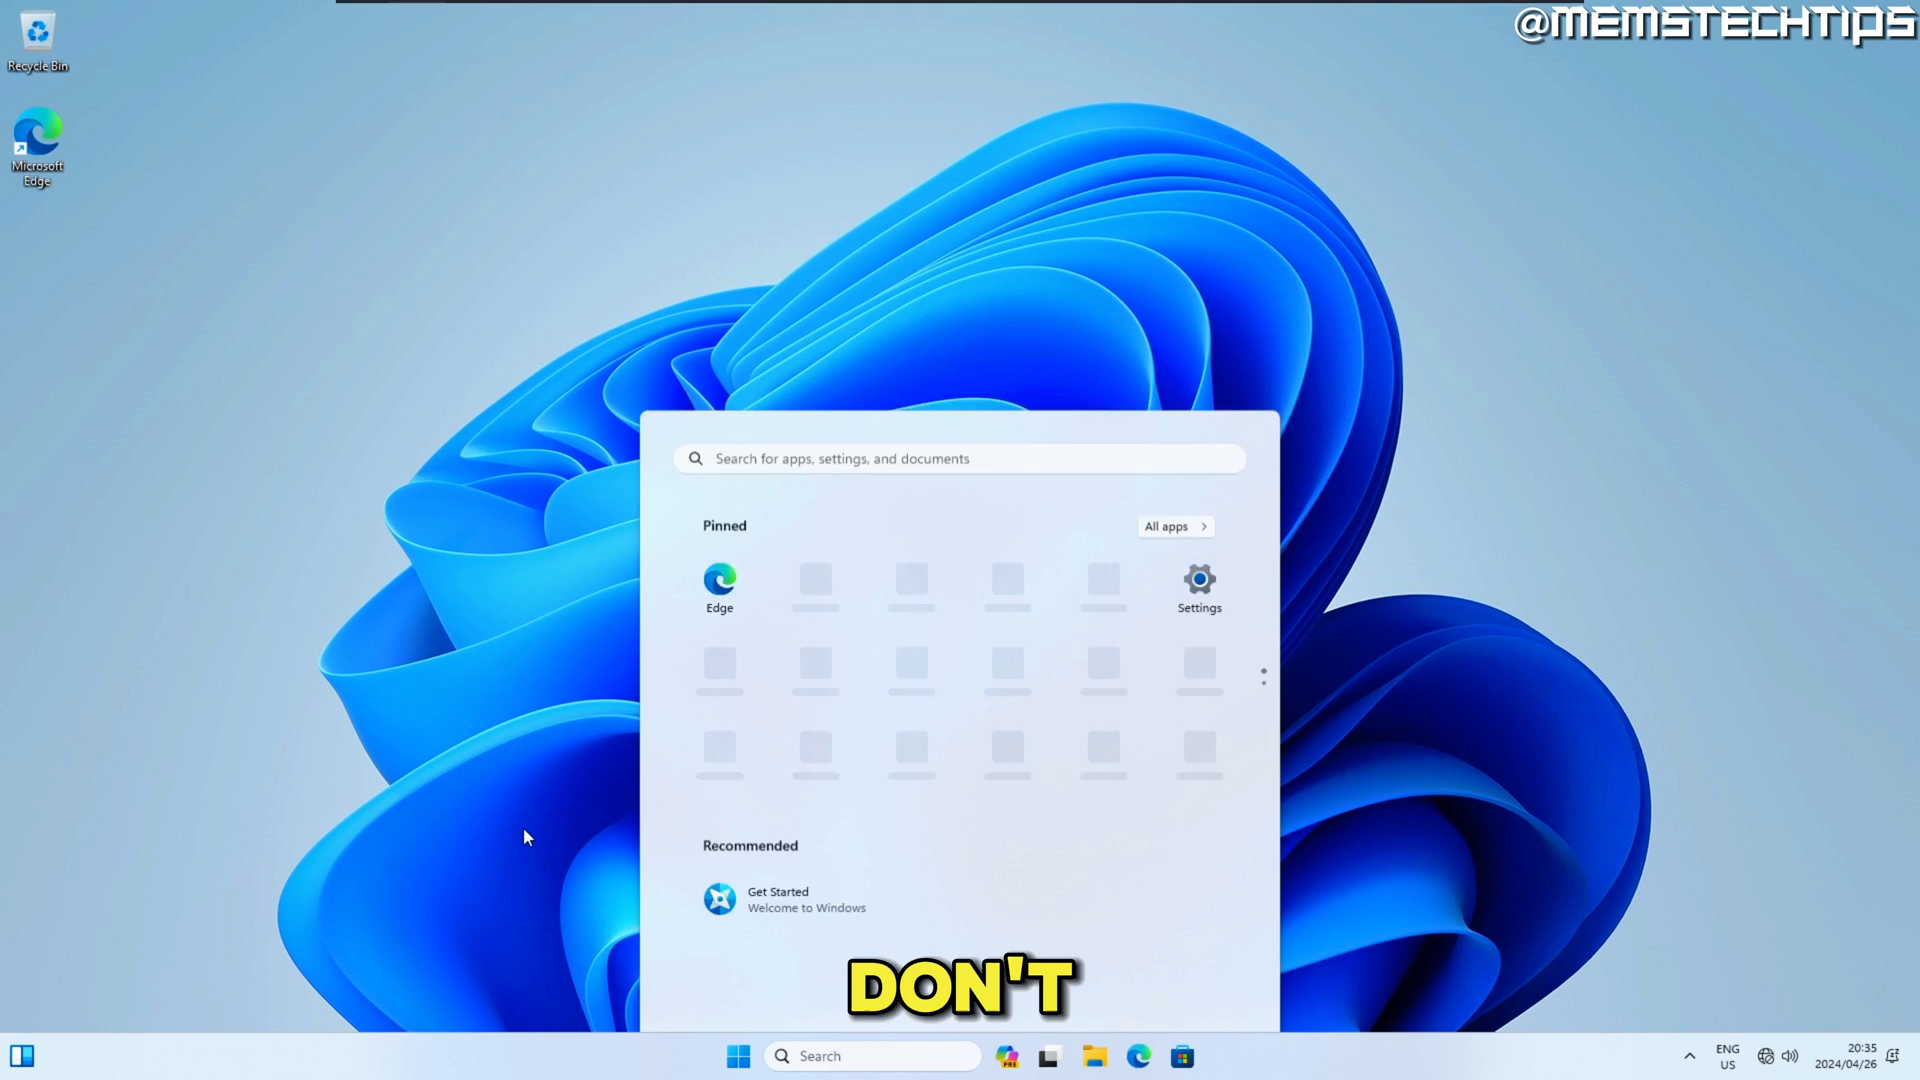 @MEMSTECHTIPS
Recycle Bin
Microsoft
Edge
Search for apps, settings, and documents
Pinned
All apps
Edge
Settings
Recommended
Get Started
Welcome to Windows
DON'T
Search
PRE
ENG
US
20:35
2024/04/26